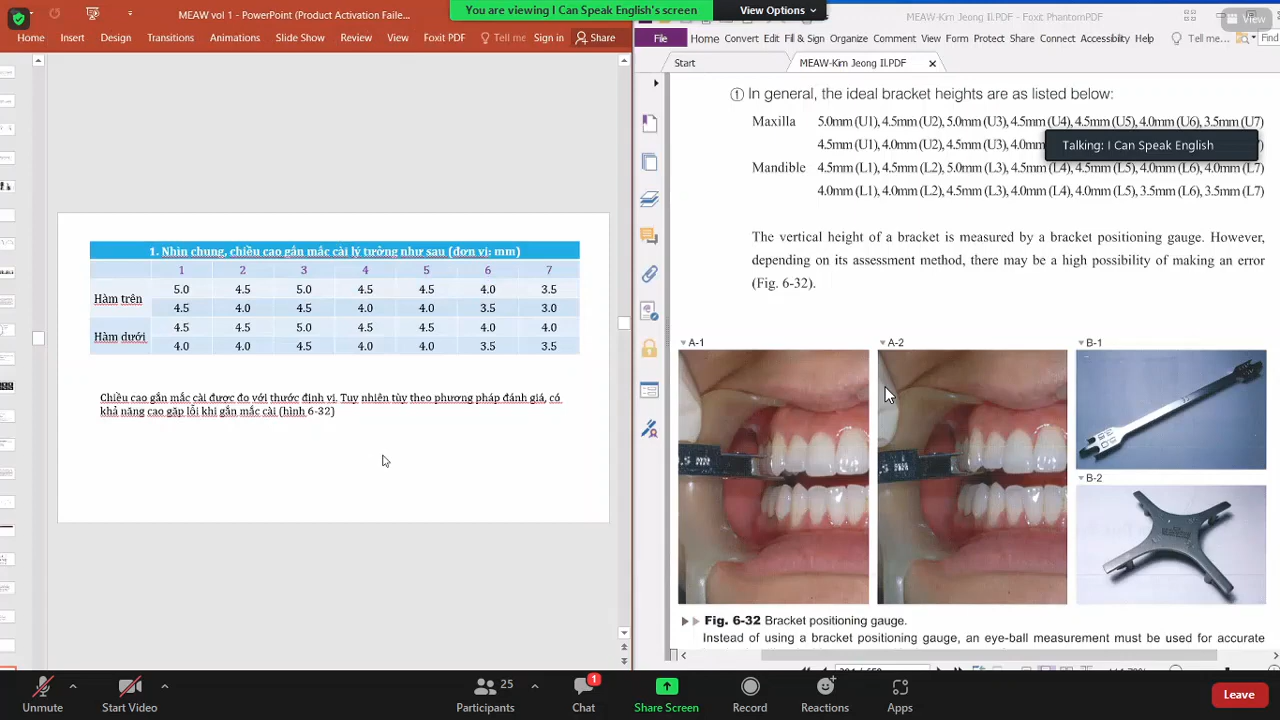 MEAW vol 1 - PowerPoint (Product Activation Faile...
You are viewing I Can Speak English's screen
View Options
MEAW-Kim Jeong Il.PDF - Foxit PhantomPDF
View
Home Insert Design Transitions Animations Slide Show Review View Foxit PDF Tell me Sign in Share
File Home Convert Edit Fill & Sign Organize Comment View Form Protect Share Connect Accessibility Help Tell me... Find
Start
MEAW-Kim Jeong Il.PDF
1. Nhìn chung, chiều cao gắn mắc cài lý tưởng như sau (đơn vị: mm)
1 2 3 4 5 6 7
Hàm trên
5.0 4.5 5.0 4.5 4.5 4.0 3.5
4.5 4.0 4.5 4.0 4.0 3.5 3.0
Hàm dưới
4.5 4.5 5.0 4.5 4.5 4.0 4.0
4.0 4.0 4.5 4.0 4.0 3.5 3.5
Chiều cao gắn mắc cài được đo với thước định vị. Tuy nhiên tùy theo phương pháp đánh giá, có
khả năng cao gặp lỗi khi gắn mắc cài (hình 6-32)
① In general, the ideal bracket heights are as listed below:
Maxilla 5.0mm (U1), 4.5mm (U2), 5.0mm (U3), 4.5mm (U4), 4.5mm (U5), 4.0mm (U6), 3.5mm (U7
4.5mm (U1), 4.0mm (U2), 4.5mm (U3), 4.0mm
Talking: I Can Speak English
Mandible 4.5mm (L1), 4.5mm (L2), 5.0mm (L3), 4.5mm (L4), 4.5mm (L5), 4.0mm (L6), 4.0mm (L7)
4.0mm (L1), 4.0mm (L2), 4.5mm (L3), 4.0mm (L4), 4.0mm (L5), 3.5mm (L6), 3.5mm (L7)
The vertical height of a bracket is measured by a bracket positioning gauge. However,
depending on its assessment method, there may be a high possibility of making an error
(Fig. 6-32).
A-1
A-2
B-1
B-2
Fig. 6-32 Bracket positioning gauge.
Instead of using a bracket positioning gauge, an eye-ball measurement must be used for accurate
Unmute
Start Video
25
Participants
1
Chat
Share Screen
Record
Reactions
Apps
Leave